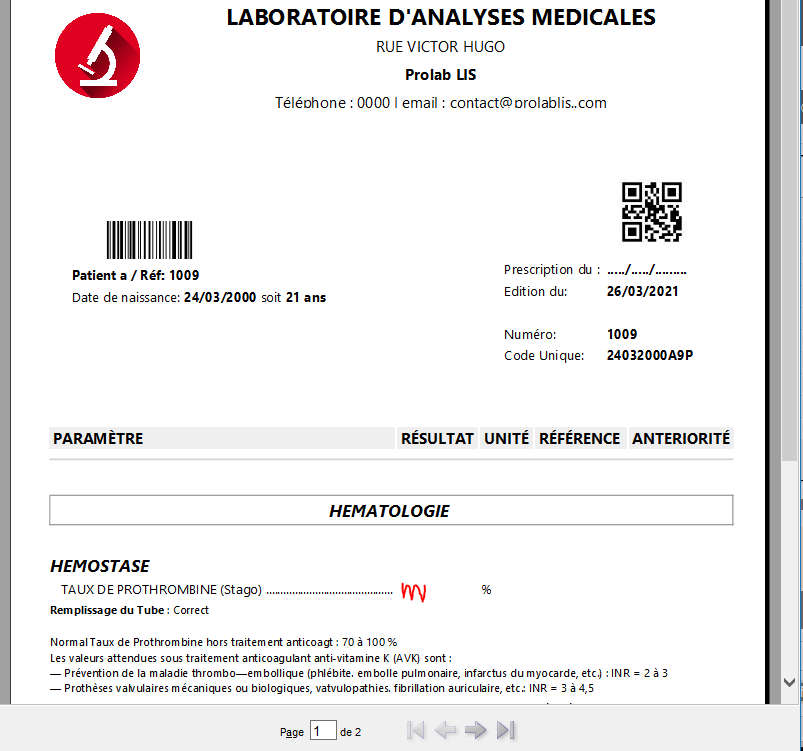 LABORATOIRE D'ANALYSES MEDICALES
RUE VICTOR HUGO
Prolab LIS
Téléphone : 0000 | email : contact@prolablis..com
Patient a / Réf: 1009
Date de naissance: 24/03/2000 soit 21 ans
Prescription du : ...../...../.........
Edition du: 26/03/2021
Numéro: 1009
Code Unique: 24032000A9P
PARAMÈTRE RÉSULTAT UNITÉ RÉFÉRENCE ANTERIORITÉ
HEMATOLOGIE
HEMOSTASE
TAUX DE PROTHROMBINE (Stago) ............................................ %
Remplissage du Tube : Correct
Normal Taux de Prothrombine hors traitement anticoagt : 70 à 100 %
Les valeurs attendues sous traitement anticoagulant anti-vitamine K (AVK) sont :
— Prévention de la maladie thrombo—embollique (phlébite. embolle pulmonaire, infarctus du myocarde, etc.) : INR = 2 à 3
— Prothèses valvulaires mécaniques ou biologiques, vatvulopathies. fibrillation auriculaire, etc.: INR = 3 à 4,5
Page 1 de 2